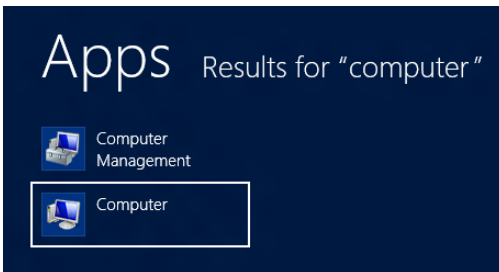 Apps Results for “computer”
Computer
Management
Computer